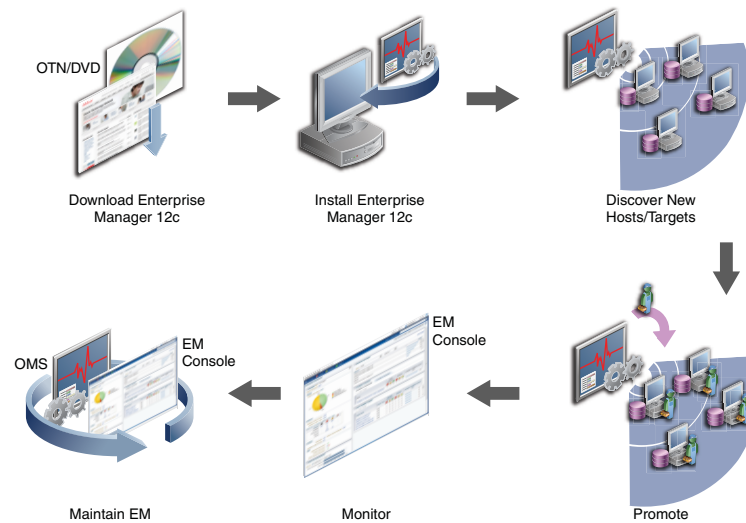 OTN/DVD
Download Enterprise
Manager 12c
Install Enterprise
Manager 12c
Discover New
Hosts/Targets
OMS
EM
Console
EM
Console
Maintain EM
Monitor
Promote